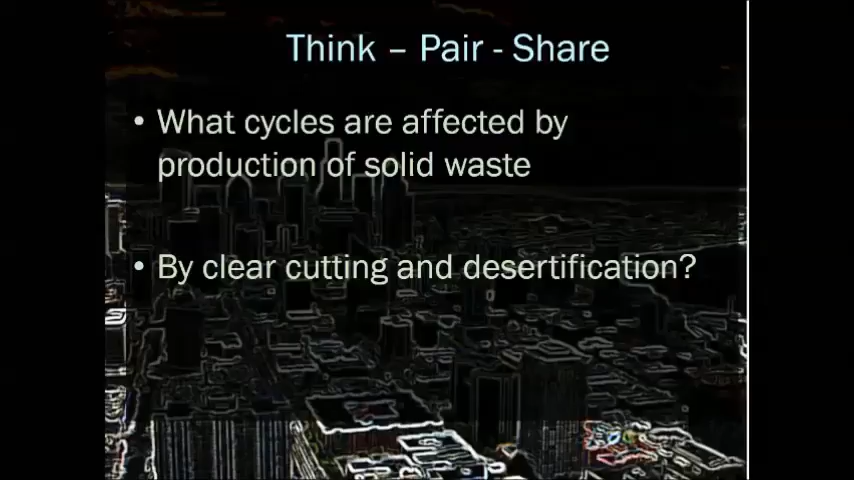 Think – Pair - Share
• What cycles are affected by
production of solid waste
• By clear cutting and desertification?